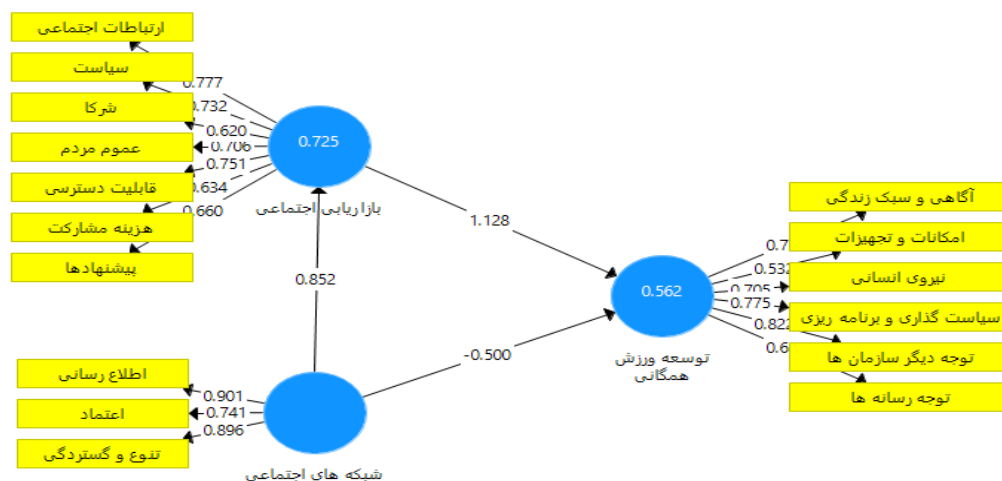 ارتباطات اجتماعی
سیاست
شرکا
عموم مردم
قابلیت دسترسی
هزینه مشارکت
پیشنهادها
0.777
0.732
0.620
0.706
0.751
0.634
0.660
0.725
بازاریابی اجتماعی
1.128
0.852
-0.500
اطلاع رسانی
اعتماد
تنوع و گستردگی
0.901
0.741
0.896
شبکه های اجتماعی
0.562
توسعه ورزش
همگانی
0.532
0.705
0.775
آگاهی و سبک زندگی
امکانات و تجهیزات
نیروی انسانی
سیاست گذاری و برنامه ریزی
توجه دیگر سازمان ها
توجه رسانه ها